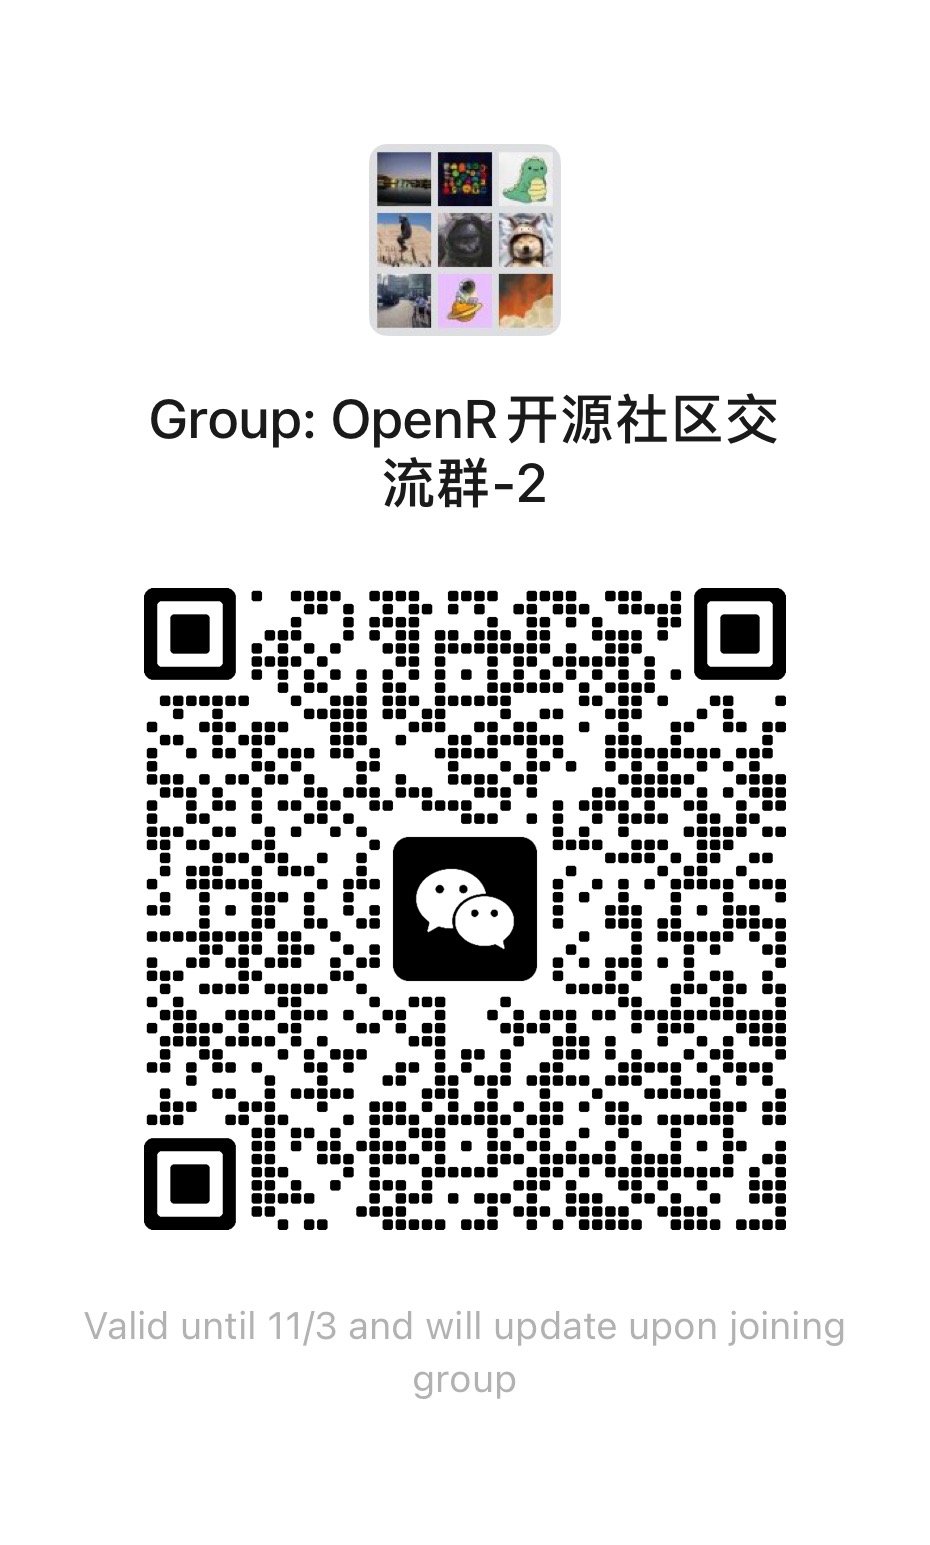 Group: OpenR开源社区交
流群-2
Valid until 11/3 and will update upon joining
group